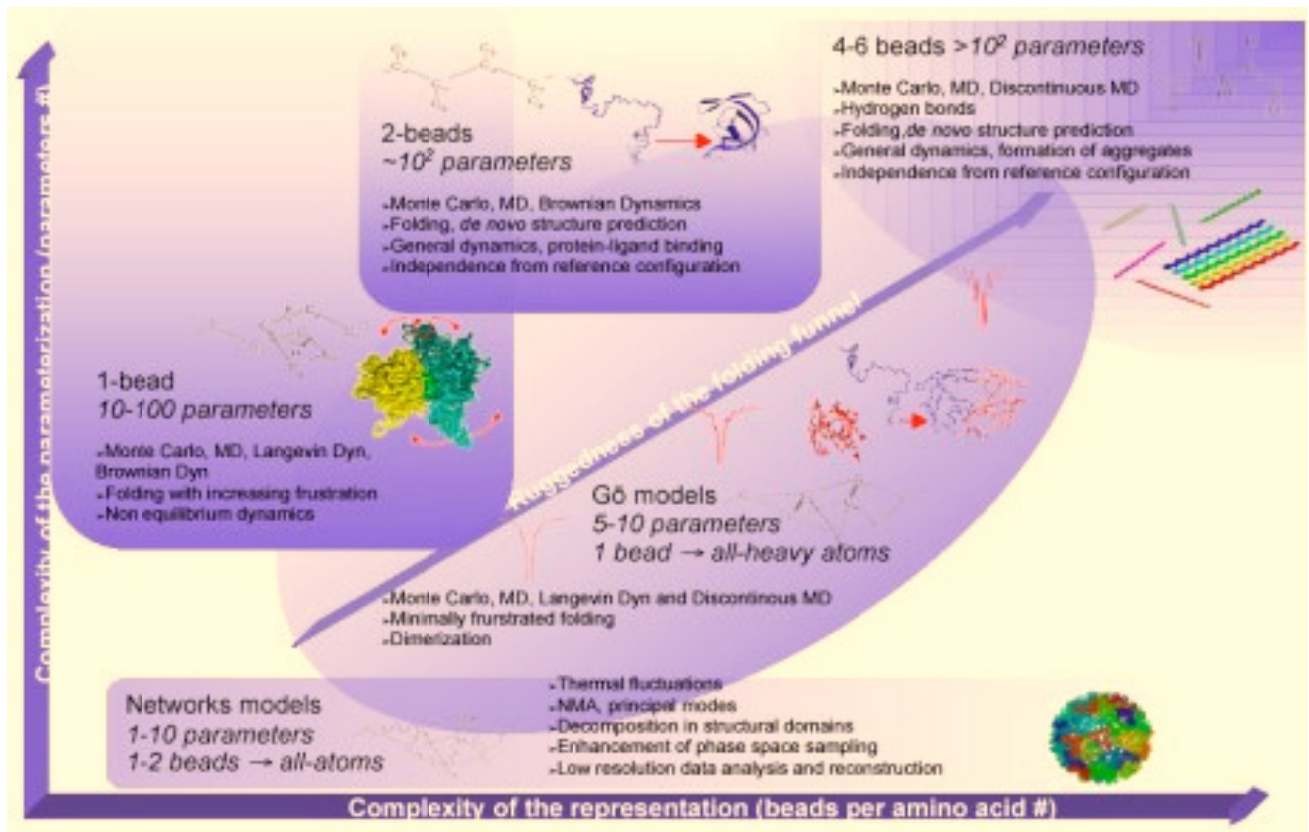 4-6 beads >10² parameters
➢Monte Carlo, MD, Discontinuous MD
➢Hydrogen bonds
➢Folding,de novo structure prediction
➢General dynamics, formation of aggregates
➢Independence from reference configuration
2-beads
~10² parameters
➢Monte Carlo, MD, Brownian Dynamics
➢Folding, de novo structure prediction
➢General dynamics, protein-ligand binding
➢Independence from reference configuration
1-bead
10-100 parameters
➢Monte Carlo, MD, Langevin Dyn,
Brownian Dyn
➢Folding with increasing frustration
➢Non equilibrium dynamics
Ruggedness of the folding funnel
Gō models
5-10 parameters
1 bead → all-heavy atoms
➢Monte Carlo, MD, Langevin Dyn and Discontinous MD
➢Minimally frurstrated folding
➢Dimerization
Networks models
1-10 parameters
1-2 beads → all-atoms
➢Thermal fluctuations
➢NMA, principal modes
➢Decomposition in structural domains
➢Enhancement of phase space sampling
➢Low resolution data analysis and reconstruction
Complexity of the parameterization (parameters #)
Complexity of the representation (beads per amino acid #)